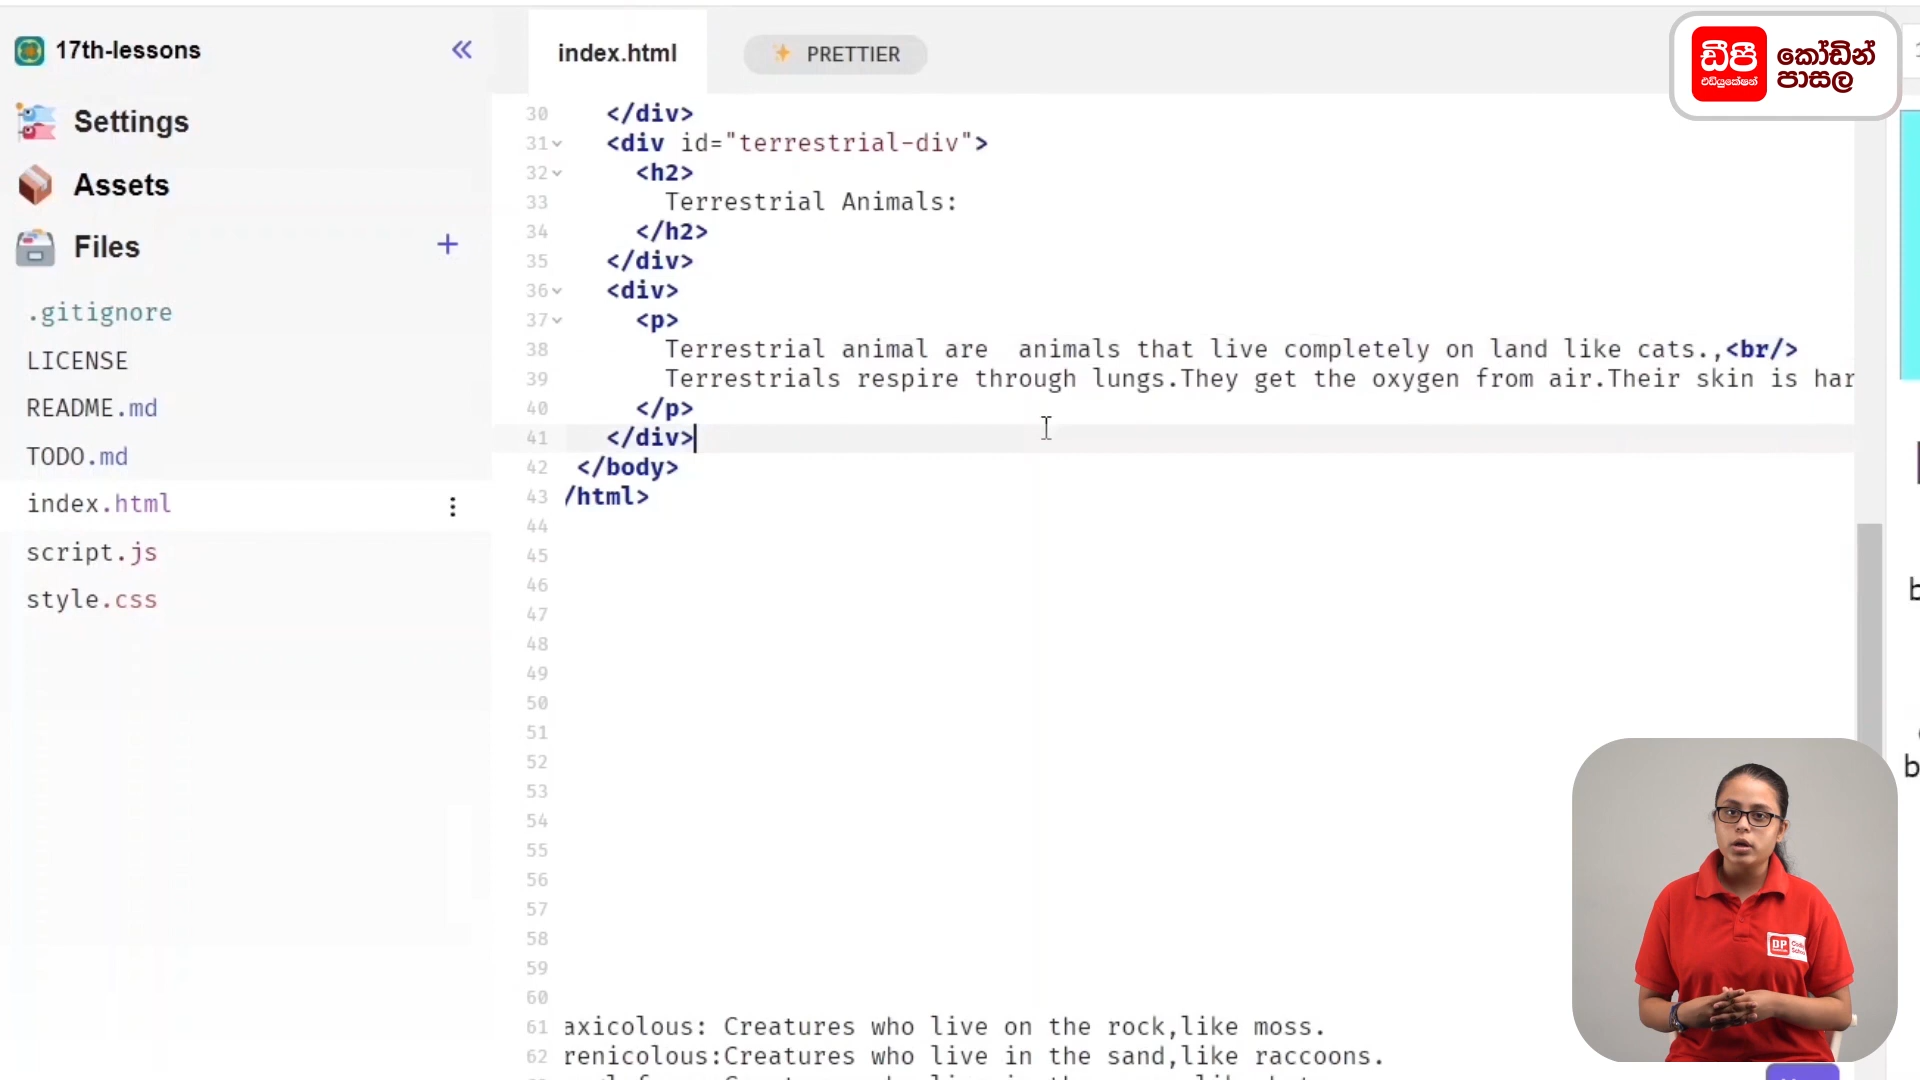 17th-lessons
«
Settings
Assets
Files
+
.gitignore
LICENSE
README.md
TODO.md
index.html
script.js
style.css
index.html
PRETTIER
ඩීපී
එඩියුකේෂන්
කෝඩින්
පාසල
30 </div>
31 <div id="terrestrial-div">
32 <h2>
33 Terrestrial Animals:
34 </h2>
35 </div>
36 <div>
37 <p>
38 Terrestrial animal are  animals that live completely on land like cats.,<br/>
39 Terrestrials respire through lungs.They get the oxygen from air.Their skin is har
40 </p>
41 </div>
42 </body>
43 /html>
44
45
46
47
48
49
50
51
52
53
54
55
56
57
58
59
60
61 axicolous: Creatures who live on the rock,like moss.
62 renicolous:Creatures who live in the sand,like raccoons.
DP